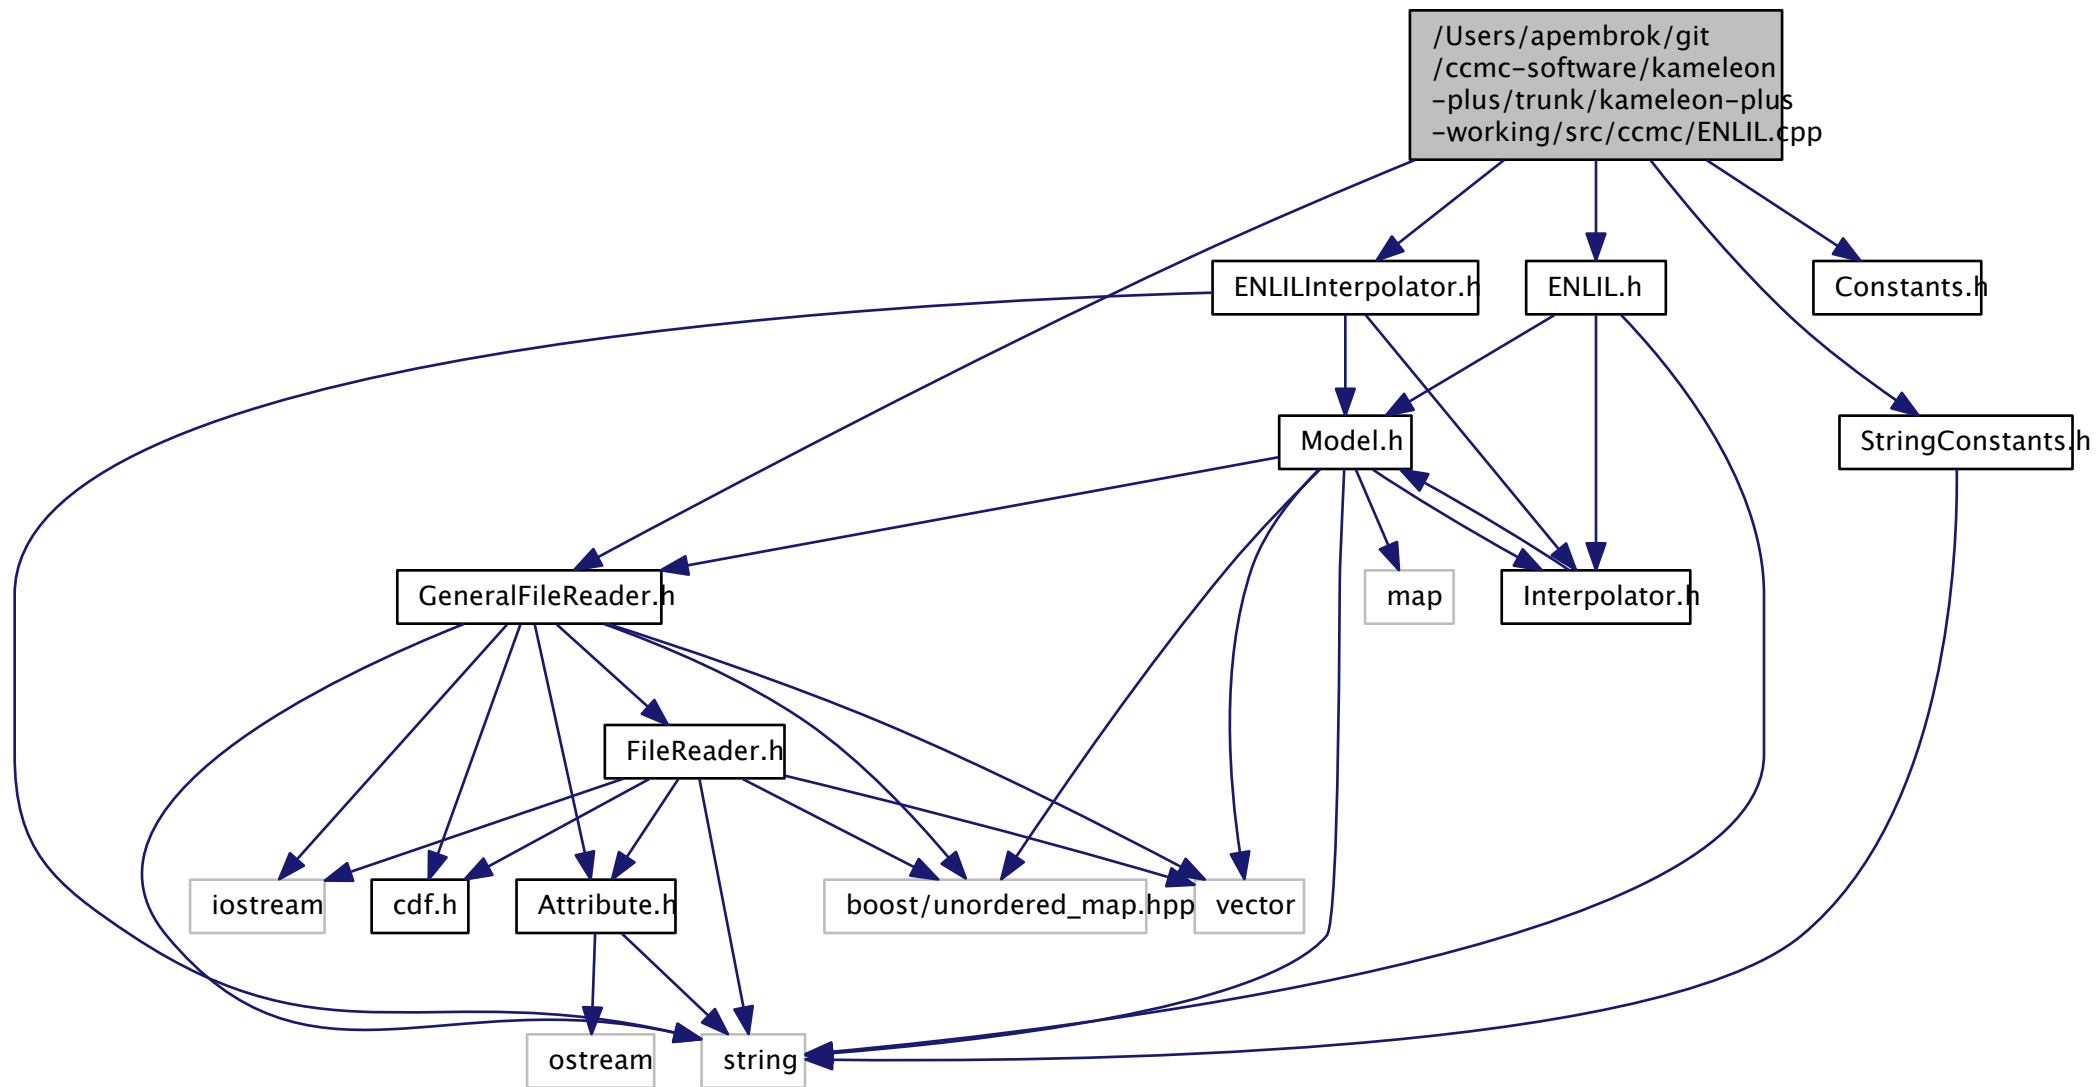 /Users/apembrok/git
/ccmc-software/kameleon
-plus/trunk/kameleon-plus
-working/src/ccmc/ENLIL.cpp
ENLILInterpolator.h
ENLIL.h
Constants.h
Model.h
StringConstants.h
GeneralFileReader.h
map
Interpolator.h
FileReader.h
iostream
cdf.h
Attribute.h
boost/unordered_map.hpp
vector
ostream
string